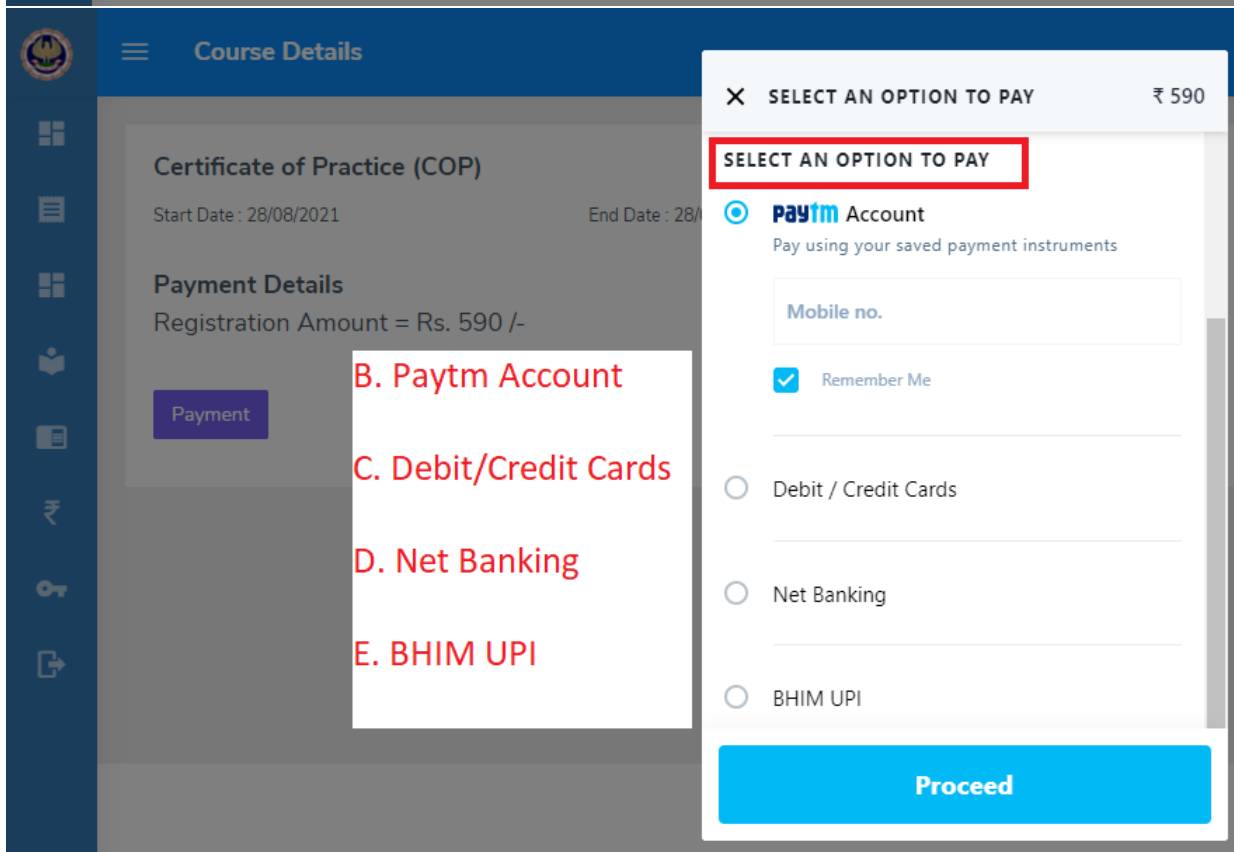 Course Details
Certificate of Practice (COP)
Start Date : 28/08/2021
End Date : 28/
Payment Details
Registration Amount = Rs. 590 /-
Payment
B. Paytm Account
C. Debit/Credit Cards
D. Net Banking
E. BHIM UPI
SELECT AN OPTION TO PAY
₹ 590
SELECT AN OPTION TO PAY
Paytm Account
Pay using your saved payment instruments
Mobile no.
Remember Me
Debit / Credit Cards
Net Banking
BHIM UPI
Proceed